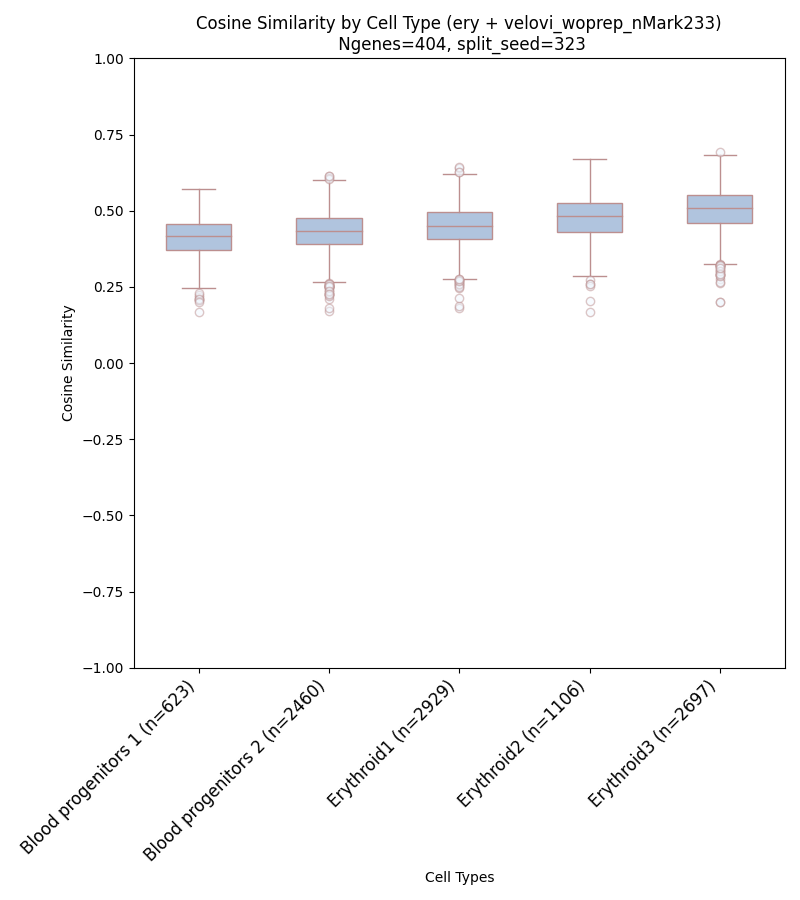 Cosine Similarity by Cell Type (ery + velovi_woprep_nMark233)
Ngenes=404, split_seed=323
1.00
0.75
0.50
0.25
0.00
−0.25
−0.50
−0.75
−1.00
Cosine Similarity
Blood progenitors 1 (n=623)
Blood progenitors 2 (n=2460)
Erythroid1 (n=2929)
Erythroid2 (n=1106)
Erythroid3 (n=2697)
Cell Types